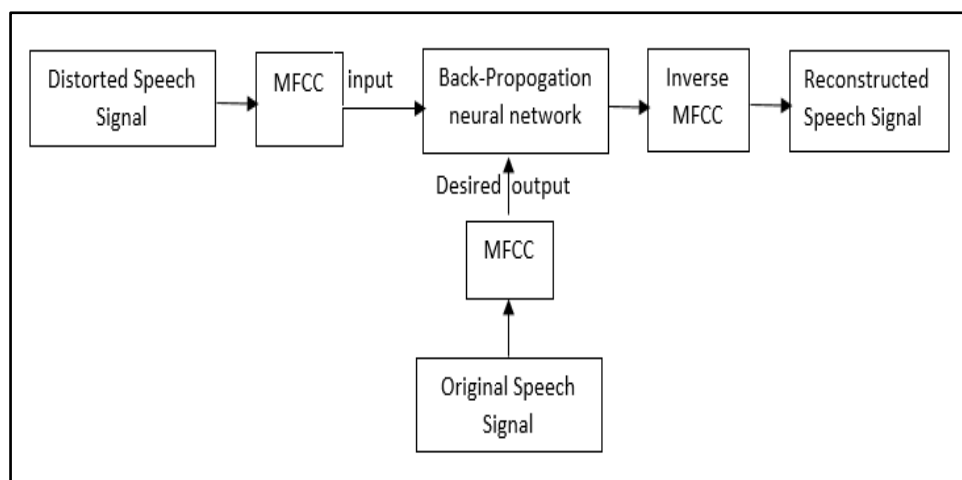 Distorted Speech
Signal
MFCC
input
Back-Propogation
neural network
Inverse
MFCC
Reconstructed
Speech Signal
Desired output
MFCC
Original Speech
Signal